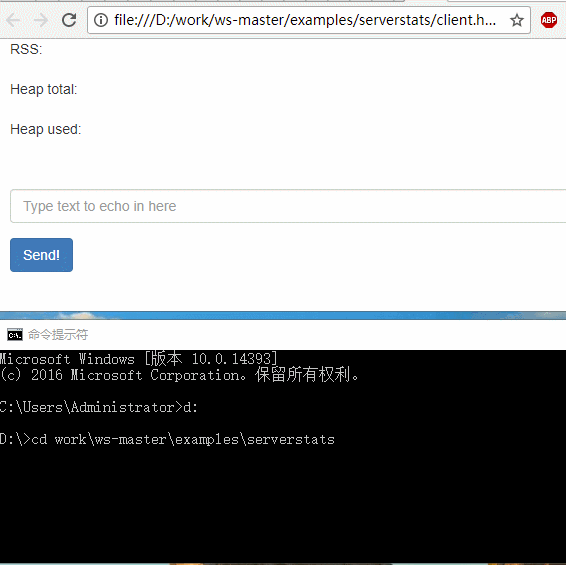 file:///D:/work/ws-master/examples/serverstats/client.h...
ABP
RSS:
Heap total:
Heap used:
Type text to echo in here
Send!
C:\. 命令提示符
Microsoft Windows [版本 10.0.14393]
(c) 2016 Microsoft Corporation。保留所有权利。
C:\Users\Administrator>d:
D:\>cd work\ws-master\examples\serverstats